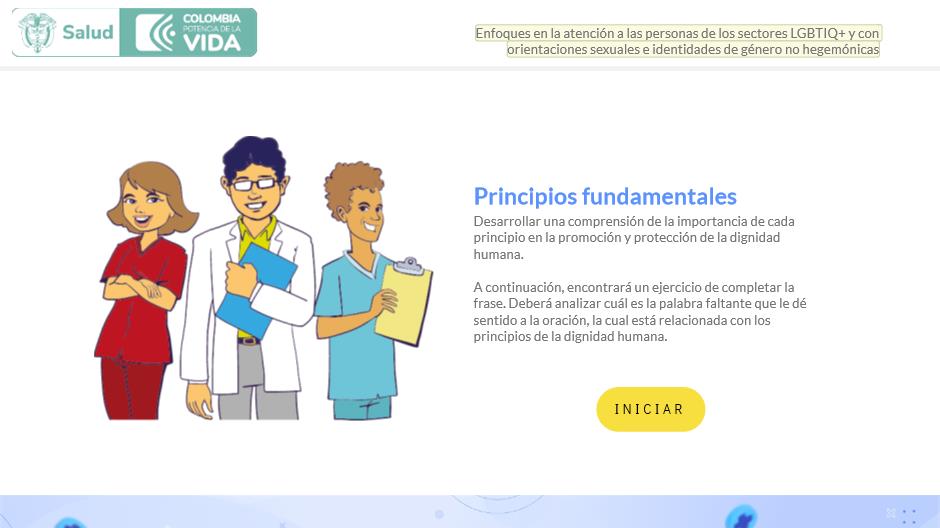 Salud
COLOMBIA
POTENCIA DE LA
VIDA
Enfoques en la atención a las personas de los sectores LGBTIQ+ y con
orientaciones sexuales e identidades de género no hegemónicas
Principios fundamentales
Desarrollar una comprensión de la importancia de cada
principio en la promoción y protección de la dignidad
humana.
A continuación, encontrará un ejercicio de completar la
frase. Deberá analizar cuál es la palabra faltante que le dé
sentido a la oración, la cual está relacionada con los
principios de la dignidad humana.
INICIAR